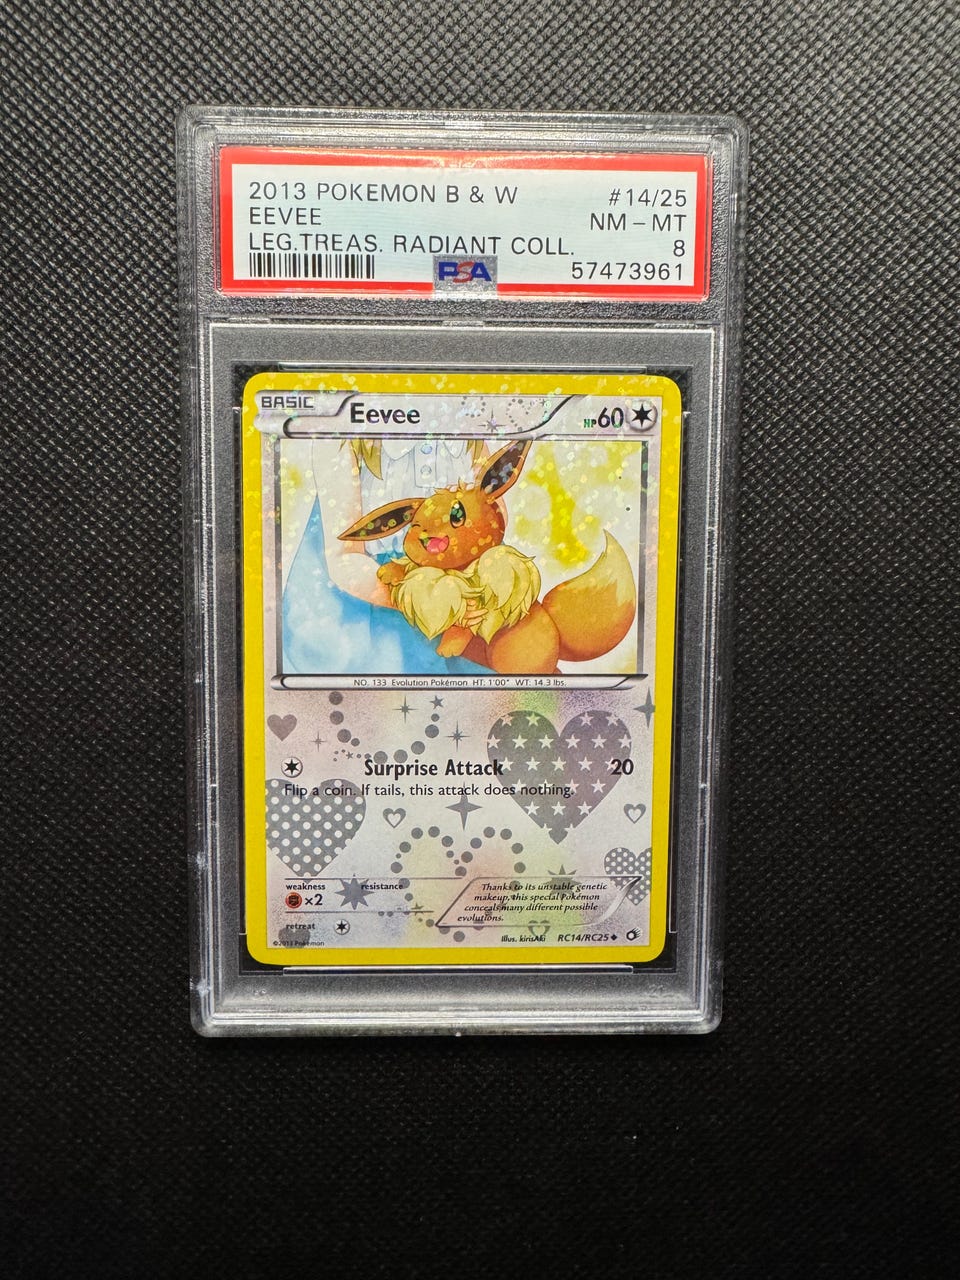 2013 POKEMON B & W #14/25
EEVEE NM - MT
LEG.TREAS. RADIANT COLL. 8
PSA 57473961
BASIC Eevee HP60
NO. 133 Evolution Pokémon HT: 1'00" WT: 14.3 lbs.
Surprise Attack 20
Flip a coin. If tails, this attack does nothing.
weakness resistance
×2
retreat
Thanks to its unstable genetic
makeup, this special Pokémon
conceals many different possible
evolutions.
©2013 Pokémon
Illus. kirisAki RC14/RC25